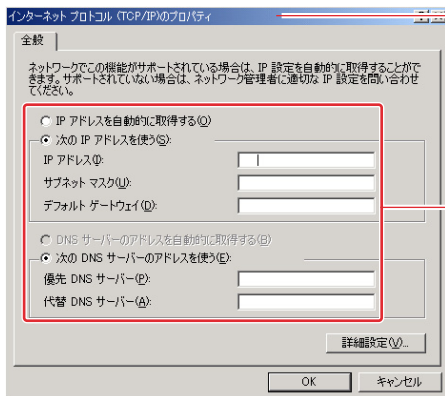 インターネット プロトコル (TCP/IP)のプロパティ
全般
ネットワークでこの機能がサポートされている場合は、IP 設定を自動的に取得することがで
きます。サポートされていない場合は、ネットワーク管理者に適切な IP 設定を問い合わせ
てください。
IP アドレスを自動的に取得する(O)
次の IP アドレスを使う(S):
IP アドレス(I):
サブネット マスク(U):
デフォルト ゲートウェイ(D):
DNS サーバーのアドレスを自動的に取得する(B)
次の DNS サーバーのアドレスを使う(E):
優先 DNS サーバー(P):
代替 DNS サーバー(A):
詳細設定(V)...
OK
キャンセル